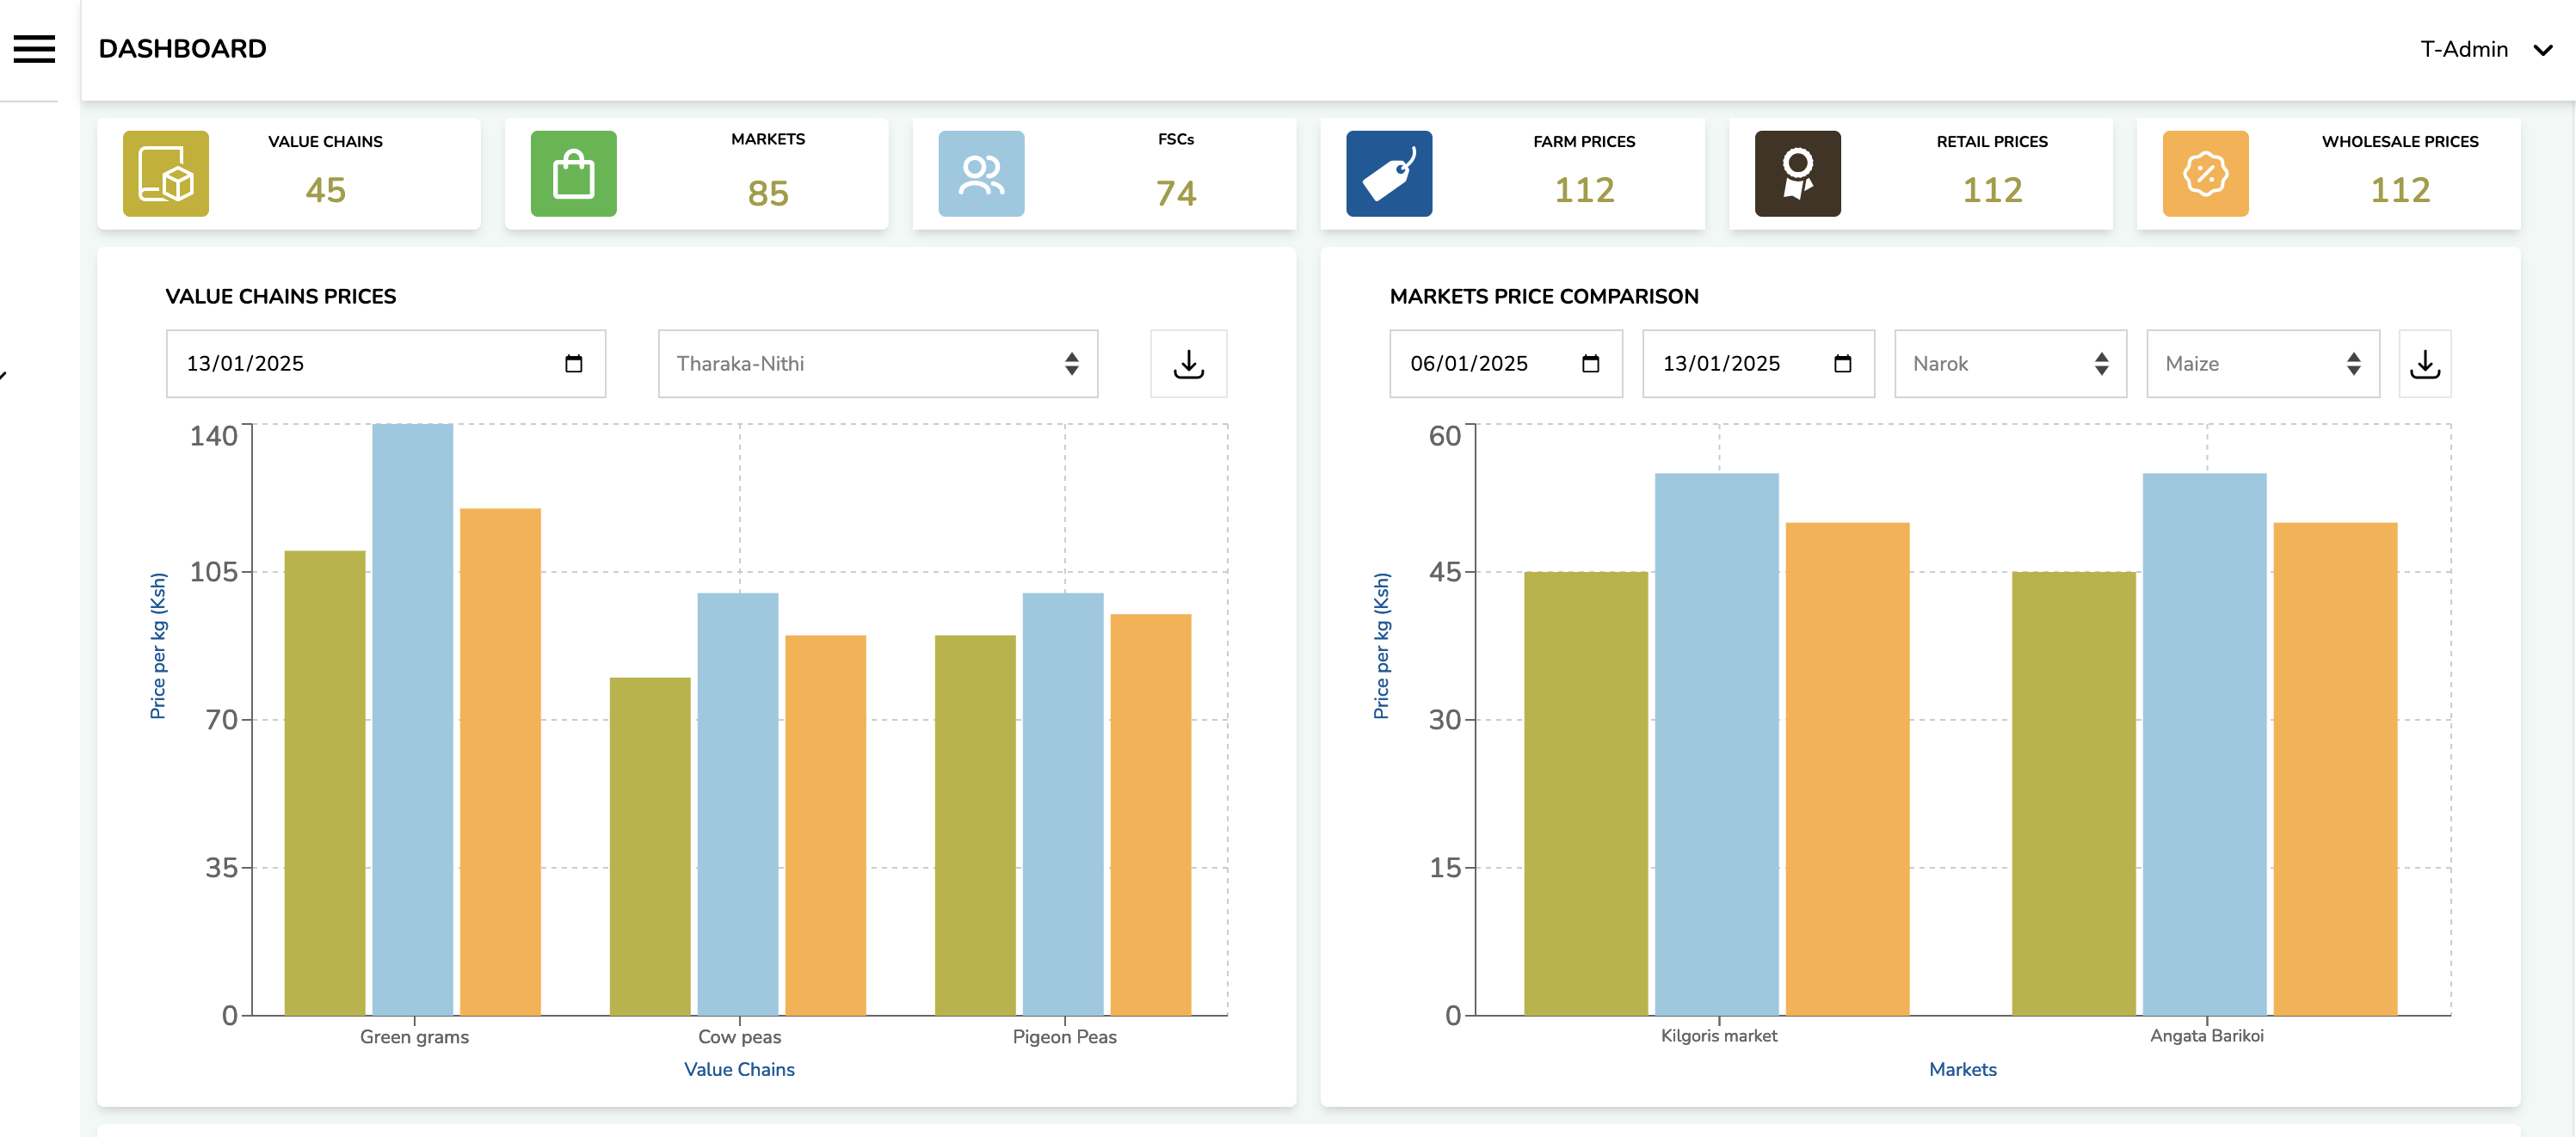 DASHBOARD
T-Admin
VALUE CHAINS
45
MARKETS
85
FSCs
74
FARM PRICES
112
RETAIL PRICES
112
WHOLESALE PRICES
112
VALUE CHAINS PRICES
13/01/2025
Tharaka-Nithi
140
105
70
35
0
Price per kg (Ksh)
Green grams
Cow peas
Pigeon Peas
Value Chains
MARKETS PRICE COMPARISON
06/01/2025
13/01/2025
Narok
Maize
60
45
30
15
0
Price per kg (Ksh)
Kilgoris market
Angata Barikoi
Markets